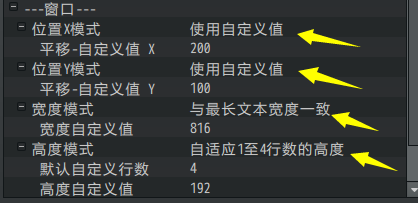 ---窗口---
位置X模式 使用自定义值
平移-自定义值 X 200
位置Y模式 使用自定义值
平移-自定义值 Y 100
宽度模式 与最长文本宽度一致
宽度自定义值 816
高度模式 自适应1至4行数的高度
默认自定义行数 4
高度自定义值 192